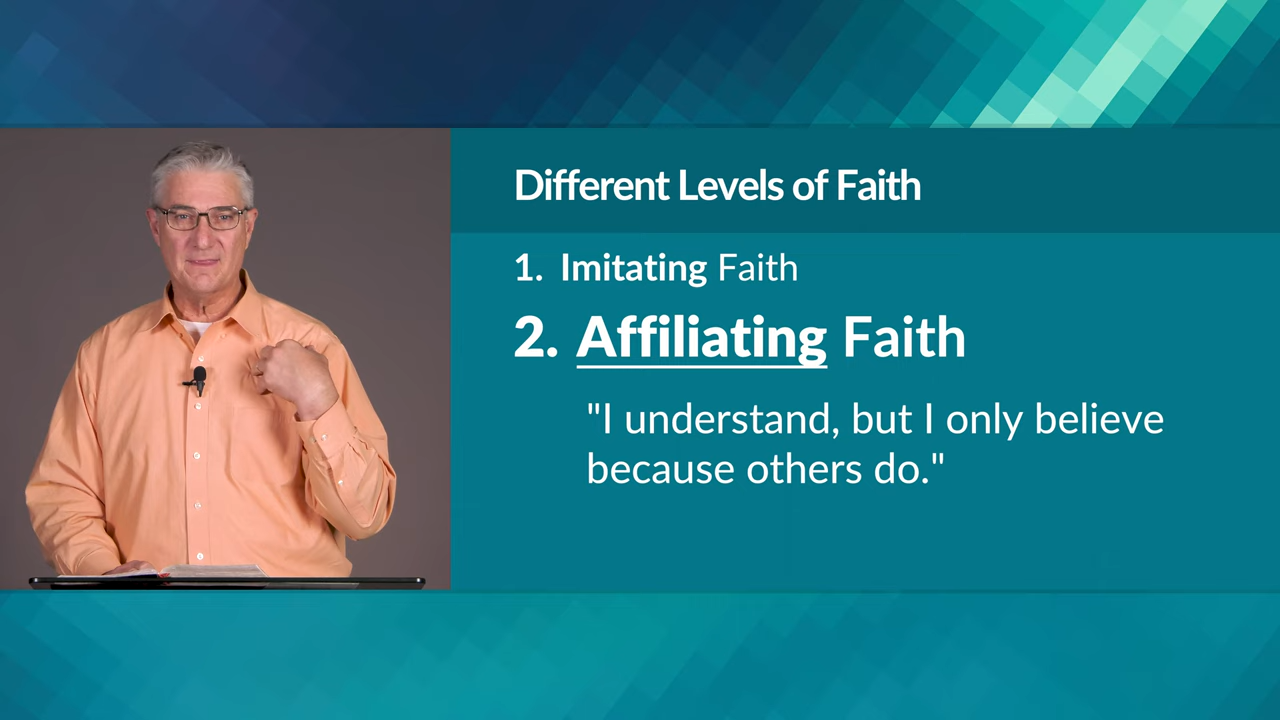 Different Levels of Faith
1. Imitating Faith
2. Affiliating Faith
"I understand, but I only believe
because others do."